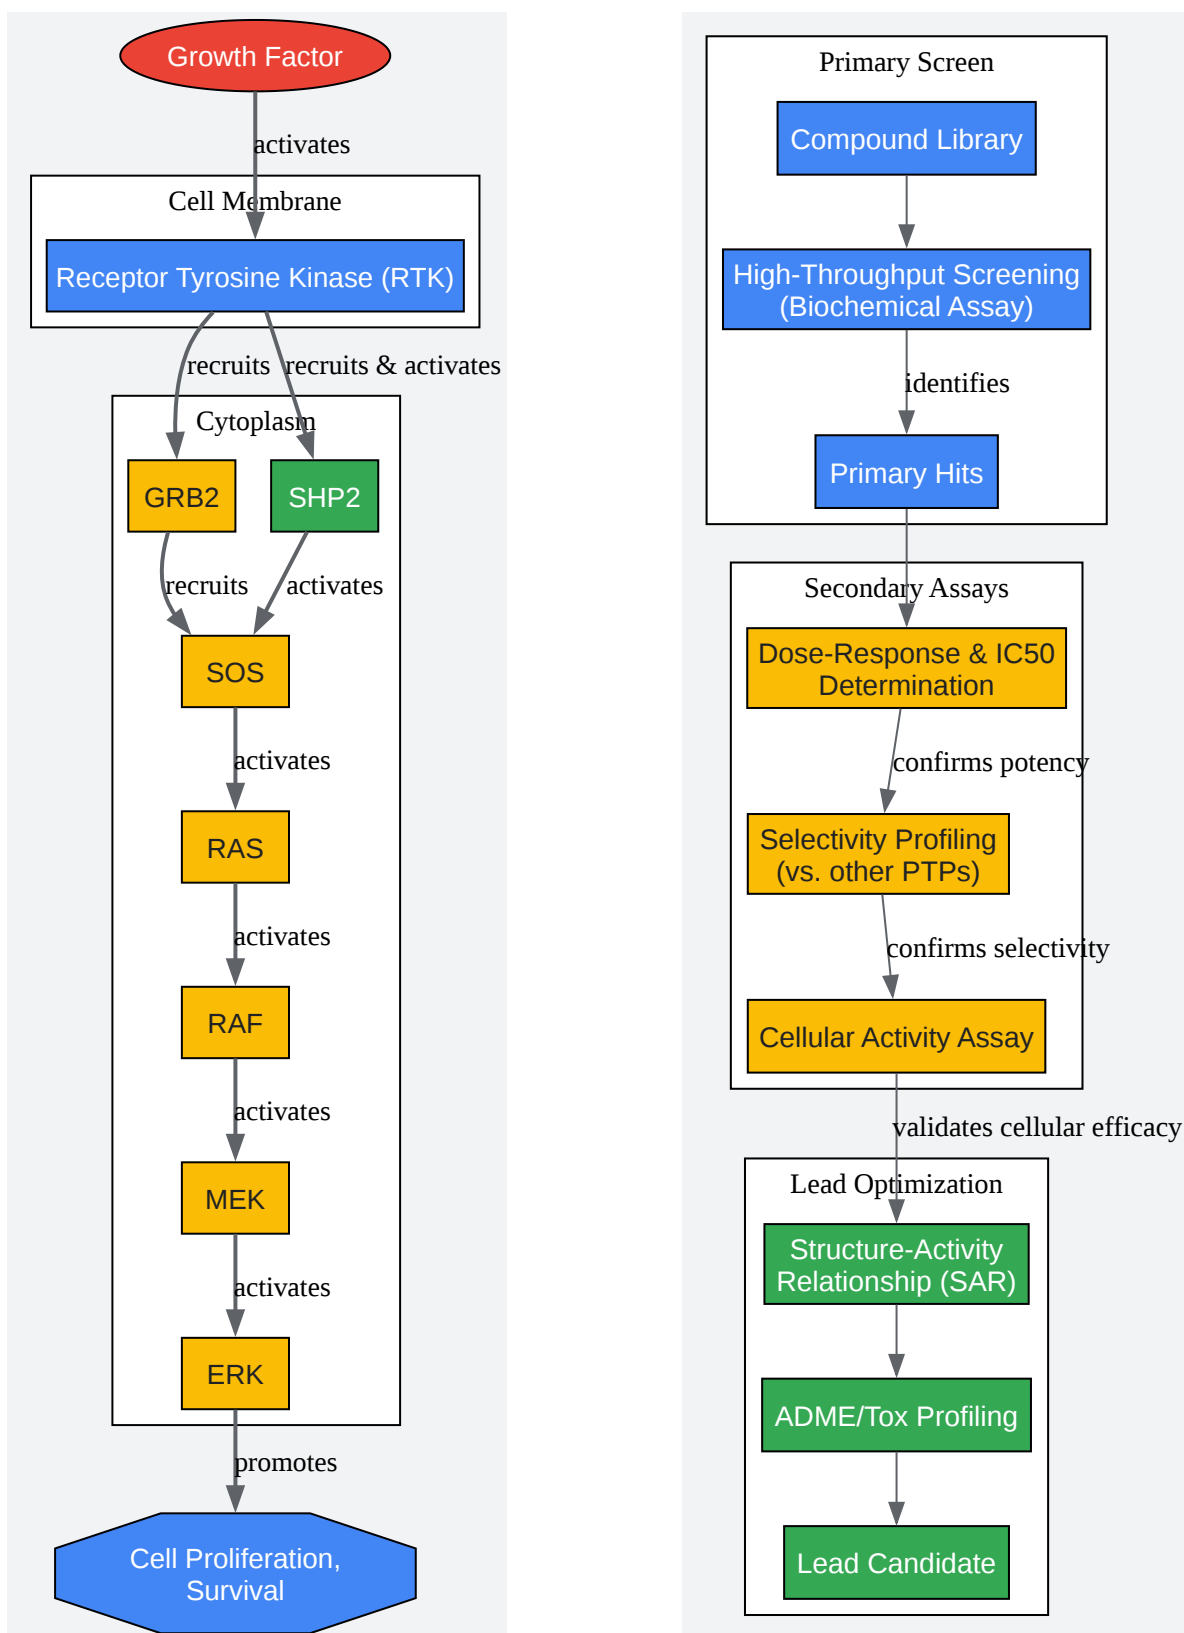 Growth Factor
activates
Cell Membrane
Receptor Tyrosine Kinase (RTK)
recruits
recruits & activates
Cytoplasm
GRB2
SHP2
recruits
activates
SOS
activates
RAS
activates
RAF
activates
MEK
activates
ERK
promotes
Cell Proliferation,
Survival
Primary Screen
Compound Library
High-Throughput Screening
(Biochemical Assay)
identifies
Primary Hits
Secondary Assays
Dose-Response & IC50
Determination
confirms potency
Selectivity Profiling
(vs. other PTPs)
confirms selectivity
Cellular Activity Assay
validates cellular efficacy
Lead Optimization
Structure-Activity
Relationship (SAR)
ADME/Tox Profiling
Lead Candidate